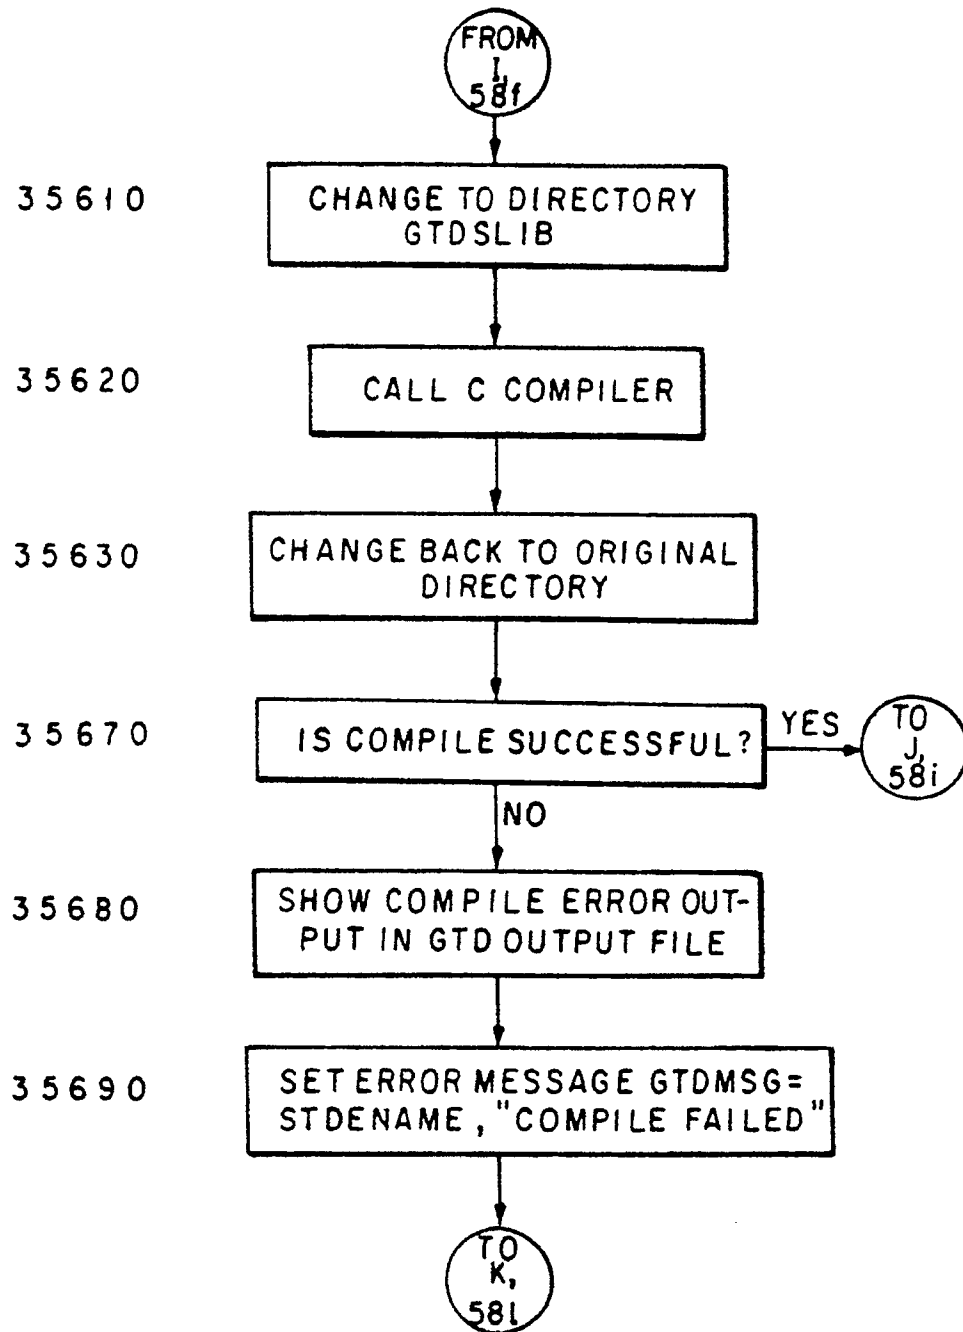 FROM
I,
58f
35610
CHANGE TO DIRECTORY
GTDSLIB
35620
CALL C COMPILER
35630
CHANGE BACK TO ORIGINAL
DIRECTORY
35670
IS COMPILE SUCCESSFUL?
YES
TO
J,
58i
NO
35680
SHOW COMPILE ERROR OUT-
PUT IN GTD OUTPUT FILE
35690
SET ERROR MESSAGE GTDMSG=
STDENAME, "COMPILE FAILED"
TO
K,
58l